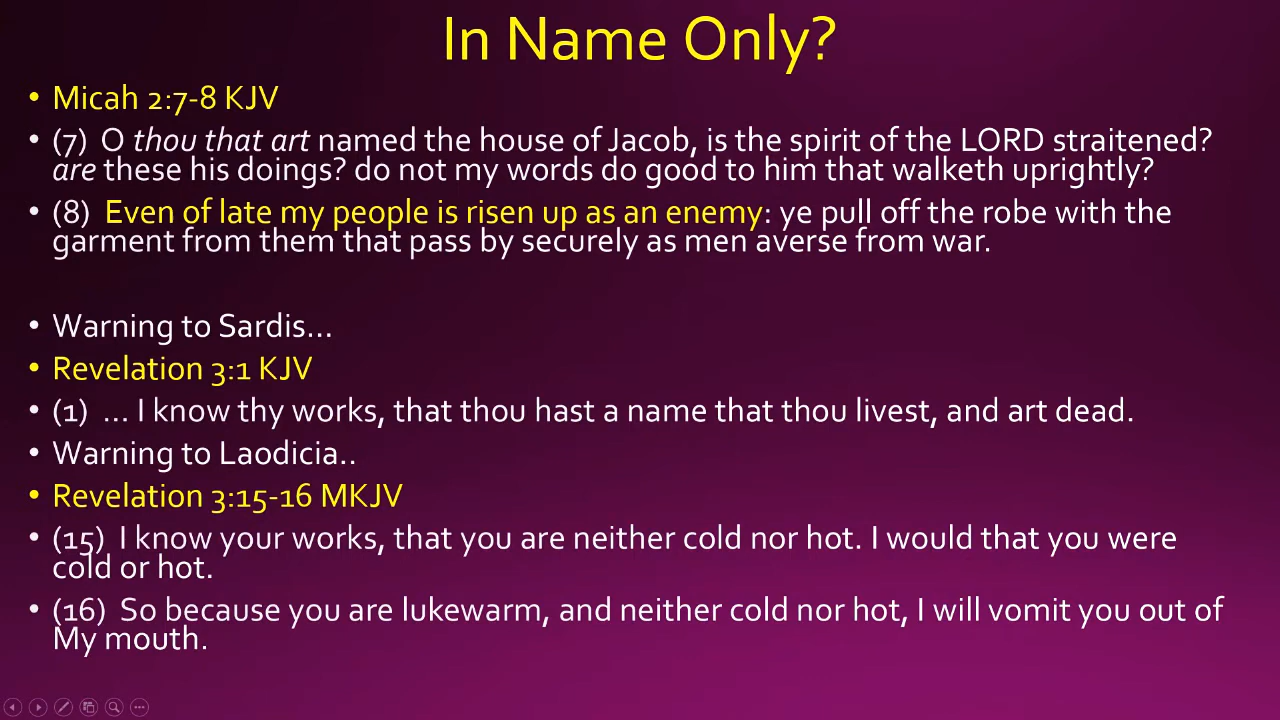 In Name Only?
• Micah 2:7-8 KJV
• (7) O thou that art named the house of Jacob, is the spirit of the LORD straitened?
are these his doings? do not my words do good to him that walketh uprightly?
• (8) Even of late my people is risen up as an enemy: ye pull off the robe with the
garment from them that pass by securely as men averse from war.
• Warning to Sardis...
• Revelation 3:1 KJV
• (1) ... I know thy works, that thou hast a name that thou livest, and art dead.
• Warning to Laodicia..
• Revelation 3:15-16 MKJV
• (15) I know your works, that you are neither cold nor hot. I would that you were
cold or hot.
• (16) So because you are lukewarm, and neither cold nor hot, I will vomit you out of
My mouth.